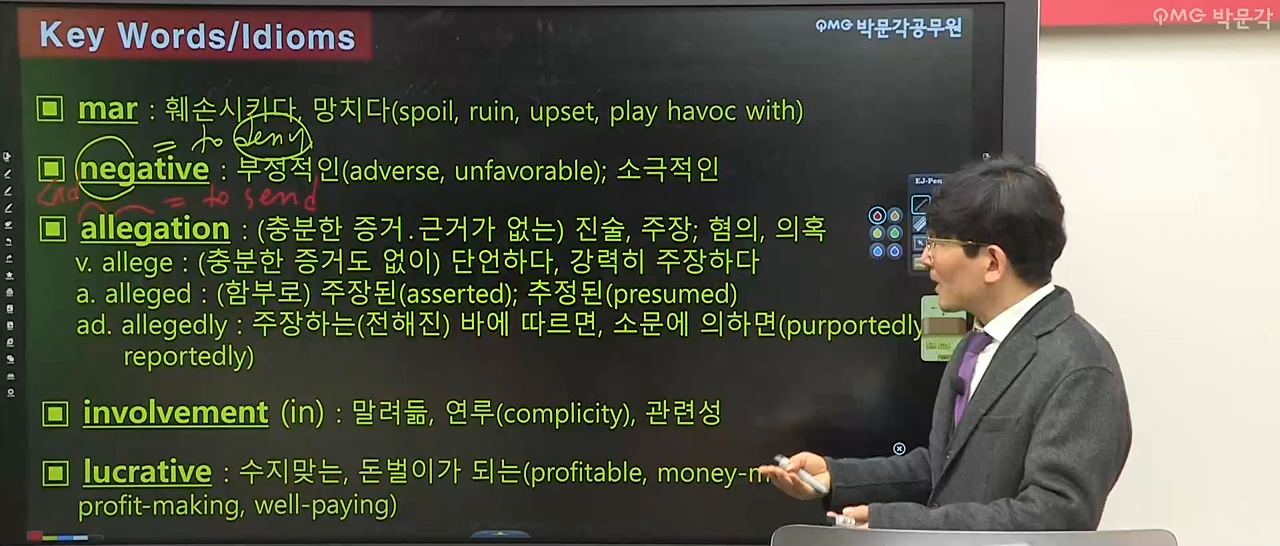 Key Words/Idioms
PMG 박문각공무원
PMG 박문각
■ mar : 훼손시키다, 망치다(spoil, ruin, upset, play havoc with)
= to deny
■ negative : 부정적인(adverse, unfavorable); 소극적인
= to send
EJ-Pen
■ allegation : (충분한 증거.근거가 없는) 진술, 주장; 혐의, 의혹
v. allege : (충분한 증거도 없이) 단언하다, 강력히 주장하다
a. alleged : (함부로) 주장된(asserted); 추정된(presumed)
ad. allegedly : 주장하는(전해진) 바에 따르면, 소문에 의하면(purportedly
reportedly)
■ involvement (in) : 말려듦, 연루(complicity), 관련성
■ lucrative : 수지맞는, 돈벌이가 되는(profitable, money-m
profit-making, well-paying)